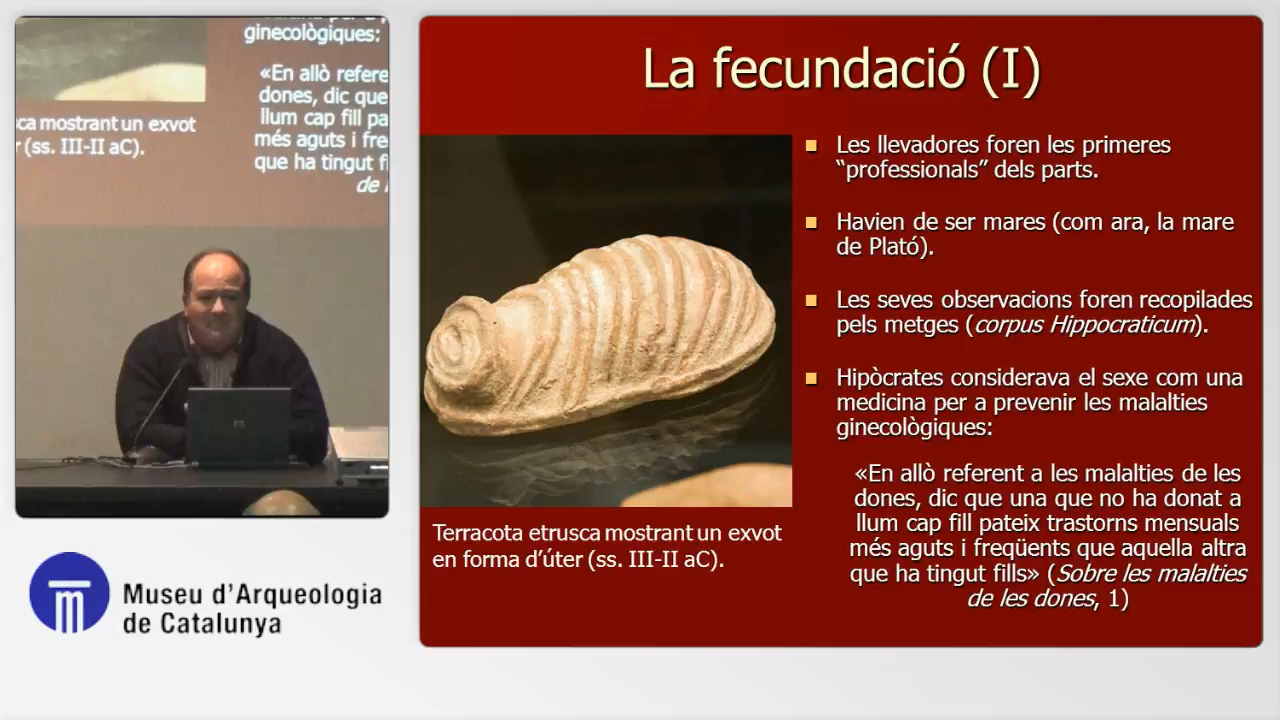 ginecològiques:
«En allò refere
dones, dic que
llum cap fill pa
més aguts i fre
que ha tingut f
de
ca mostrant un exvot
r (ss. III-II aC).
Museu d'Arqueologia
de Catalunya
La fecundació (I)
Les llevadores foren les primeres
“professionals” dels parts.
Havien de ser mares (com ara, la mare
de Plató).
Les seves observacions foren recopilades
pels metges (corpus Hippocraticum).
Hipòcrates considerava el sexe com una
medicina per a prevenir les malalties
ginecològiques:
«En allò referent a les malalties de les
dones, dic que una que no ha donat a
llum cap fill pateix trastorns mensuals
més aguts i freqüents que aquella altra
que ha tingut fills» (Sobre les malalties
de les dones, 1)
Terracota etrusca mostrant un exvot
en forma d’úter (ss. III-II aC).